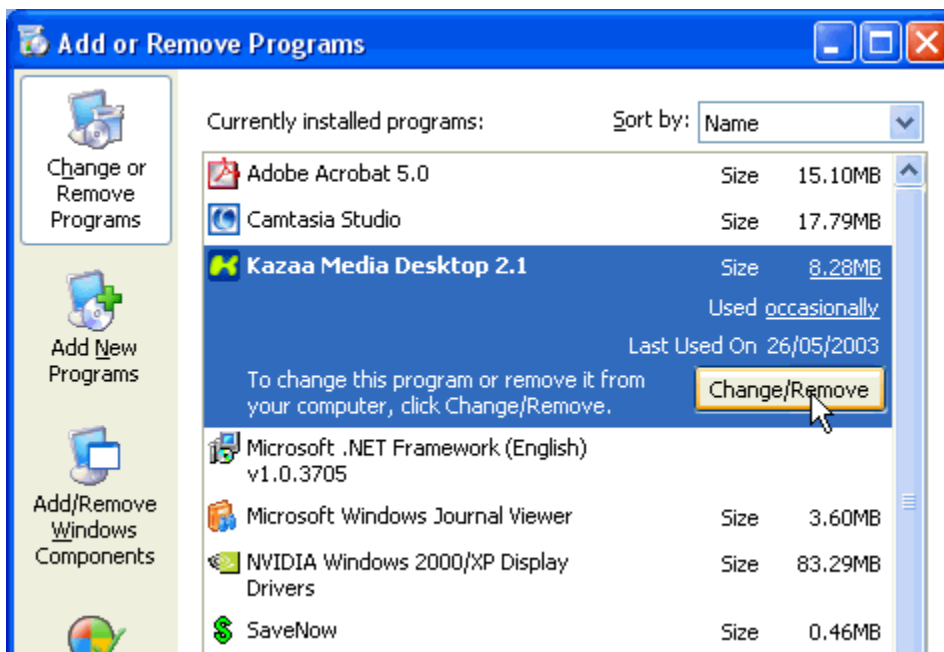 Add or Remove Programs
Change or
Remove
Programs
Add New
Programs
Add/Remove
Windows
Components
Currently installed programs: Sort by: Name
Adobe Acrobat 5.0 Size 15.10MB
Camtasia Studio Size 17.79MB
Kazaa Media Desktop 2.1 Size 8.28MB
Used occasionally
Last Used On 26/05/2003
To change this program or remove it from
your computer, click Change/Remove.
Change/Remove
Microsoft .NET Framework (English)
v1.0.3705
Microsoft Windows Journal Viewer Size 3.60MB
NVIDIA Windows 2000/XP Display Size 83.29MB
Drivers
SaveNow Size 0.46MB